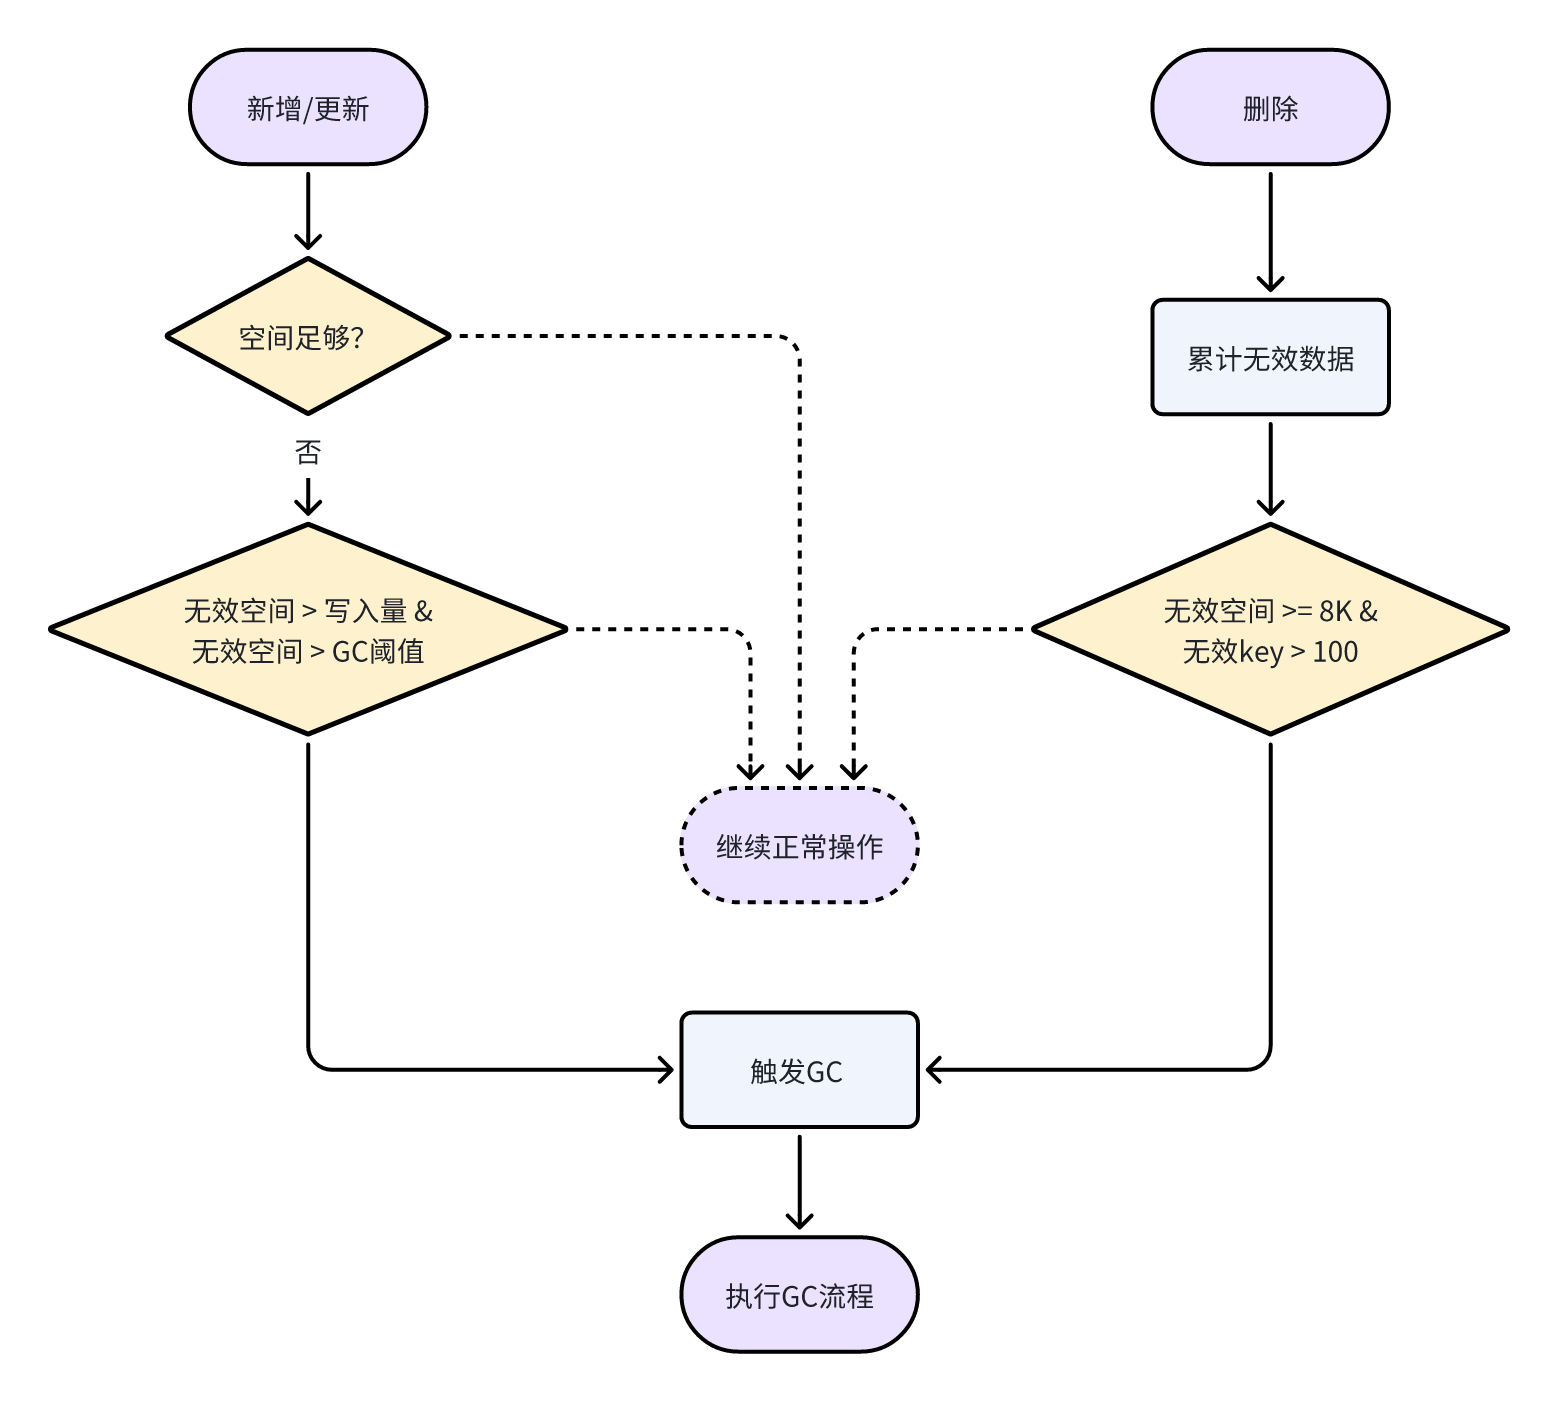 新增/更新
删除
空间足够？
累计无效数据
否
无效空间 > 写入量 &
无效空间 > GC阈值
无效空间 >= 8K &
无效key > 100
继续正常操作
触发GC
执行GC流程